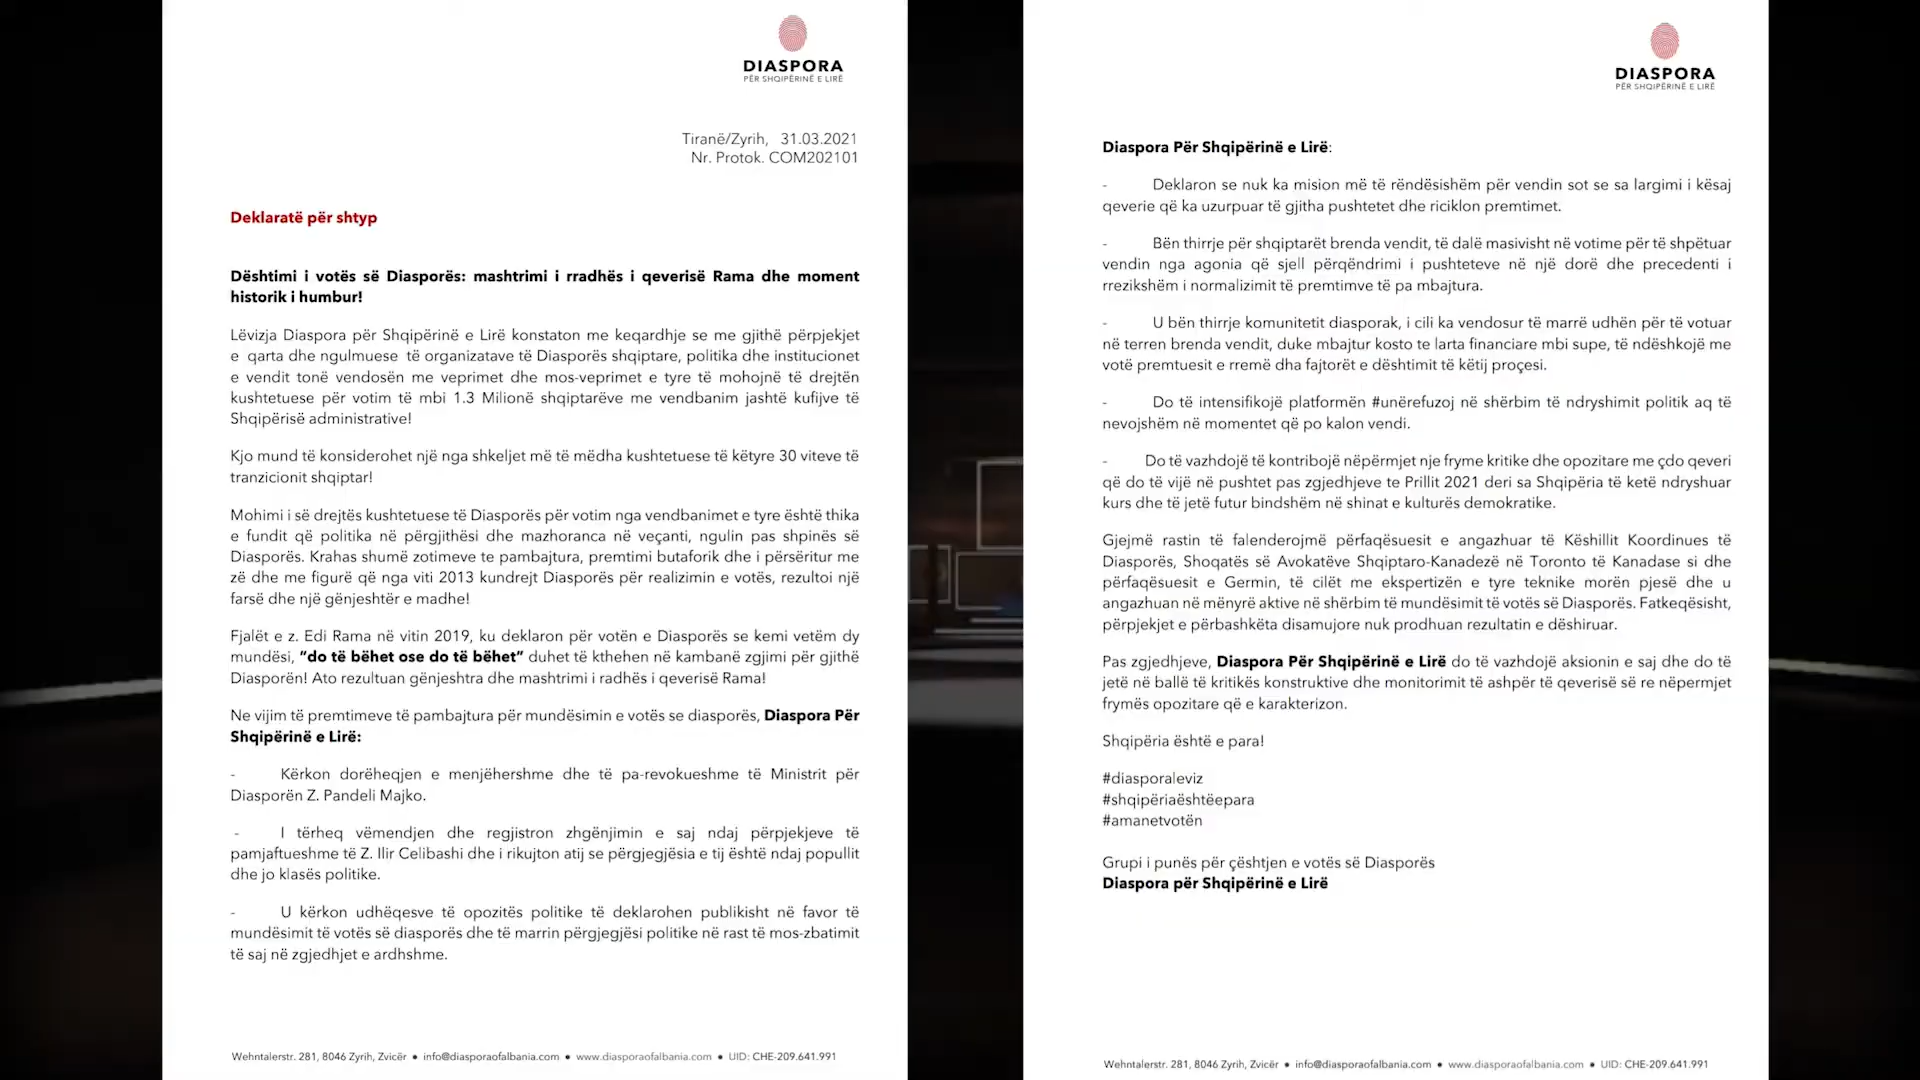 DIASPORA
PËR SHQIPËRINË E LIRË
Tiranë/Zyrih, 31.03.2021
Nr. Protok. COM202101
Deklaratë për shtyp
Dështimi i votës së Diasporës: mashtrimi i rradhës i qeverisë Rama dhe moment
historik i humbur!
Lëvizja Diaspora për Shqipërinë e Lirë konstaton me keqardhje se me gjithë përpjekjet
e qarta dhe ngulmuese të organizatave të Diasporës shqiptare, politika dhe institucionet
e vendit tonë vendosën me veprimet dhe mos-veprimet e tyre të mohojnë të drejtën
kushtetuese për votim të mbi 1.3 Milionë shqiptarëve me vendbanim jashtë kufijve të
Shqipërisë administrative!
Kjo mund të konsiderohet një nga shkeljet më të mëdha kushtetuese të këtyre 30 viteve të
tranzicionit shqiptar!
Mohimi i së drejtës kushtetuese të Diasporës për votim nga vendbanimet e tyre është thika
e fundit që politika në përgjithësi dhe mazhoranca në veçanti, ngulin pas shpinës së
Diasporës. Krahas shumë zotimeve te pambajtura, premtimi butaforik dhe i përsëritur me
zë dhe me figurë që nga viti 2013 kundrejt Diasporës për realizimin e votës, rezultoi një
farsë dhe një gënjeshtër e madhe!
Fjalët e z. Edi Rama në vitin 2019, ku deklaron për votën e Diasporës se kemi vetëm dy
mundësi, “do të bëhet ose do të bëhet” duhet të kthehen në kambanë zgjimi për gjithë
Diasporën! Ato rezultuan gënjeshtra dhe mashtrimi i radhës i qeverisë Rama!
Ne vijim të premtimeve të pambajtura për mundësimin e votës se diasporës, Diaspora Për
Shqipërinë e Lirë:
- Kërkon dorëheqjen e menjëhershme dhe të pa-revokueshme të Ministrit për
Diasporën Z. Pandeli Majko.
- I tërheq vëmendjen dhe regjistron zhgënjimin e saj ndaj përpjekjeve të
pamjaftueshme të Z. Ilir Celibashi dhe i rikujton atij se përgjegjësia e tij është ndaj popullit
dhe jo klasës politike.
- U kërkon udhëqesve të opozitës politike të deklarohen publikisht në favor të
mundësimit të votës së diasporës dhe të marrin përgjegjësi politike në rast të mos-zbatimit
të saj në zgjedhjet e ardhshme.
Wehntalerstr. 281, 8046 Zyrih, Zvicër ● info@diasporaofalbania.com ● www.diasporaofalbania.com ● UID: CHE-209.641.991
DIASPORA
PËR SHQIPËRINË E LIRË
Diaspora Për Shqipërinë e Lirë:
- Deklaron se nuk ka mision më të rëndësishëm për vendin sot se sa largimi i kësaj
qeverie që ka uzurpuar të gjitha pushtetet dhe riciklon premtimet.
- Bën thirrje për shqiptarët brenda vendit, të dalë masivisht në votime për të shpëtuar
vendin nga agonia që sjell përqëndrimi i pushteteve në një dorë dhe precedenti i
rrezikshëm i normalizimit të premtimve të pa mbajtura.
- U bën thirrje komunitetit diasporak, i cili ka vendosur të marrë udhën për të votuar
në terren brenda vendit, duke mbajtur kosto te larta financiare mbi supe, të ndëshkojë me
votë premtuesit e rremë dha fajtorët e dështimit të këtij proçesi.
- Do të intensifikojë platformën #unërefuzoj në shërbim të ndryshimit politik aq të
nevojshëm në momentet që po kalon vendi.
- Do të vazhdojë të kontribojë nëpërmjet nje fryme kritike dhe opozitare me çdo qeveri
që do të vijë në pushtet pas zgjedhjeve te Prillit 2021 deri sa Shqipëria të ketë ndryshuar
kurs dhe të jetë futur bindshëm në shinat e kulturës demokratike.
Gjejmë rastin të falenderojmë përfaqësuesit e angazhuar të Këshillit Koordinues të
Diasporës, Shoqatës së Avokatëve Shqiptaro-Kanadezë në Toronto të Kanadase si dhe
përfaqësuesit e Germin, të cilët me ekspertizën e tyre teknike morën pjesë dhe u
angazhuan në mënyrë aktive në shërbim të mundësimit të votës së Diasporës. Fatkeqësisht,
përpjekjet e përbashkëta disamujore nuk prodhuan rezultatin e dëshiruar.
Pas zgjedhjeve, Diaspora Për Shqipërinë e Lirë do të vazhdojë aksionin e saj dhe do të
jetë në ballë të kritikës konstruktive dhe monitorimit të ashpër të qeverisë së re nëpermjet
frymës opozitare që e karakterizon.
Shqipëria është e para!
#diasporaleviz
#shqipëriaështëepara
#amanetvotën
Grupi i punës për çështjen e votës së Diasporës
Diaspora për Shqipërinë e Lirë
Wehntalerstr. 281, 8046 Zyrih, Zvicër ● info@diasporaofalbania.com ● www.diasporaofalbania.com ● UID: CHE-209.641.991